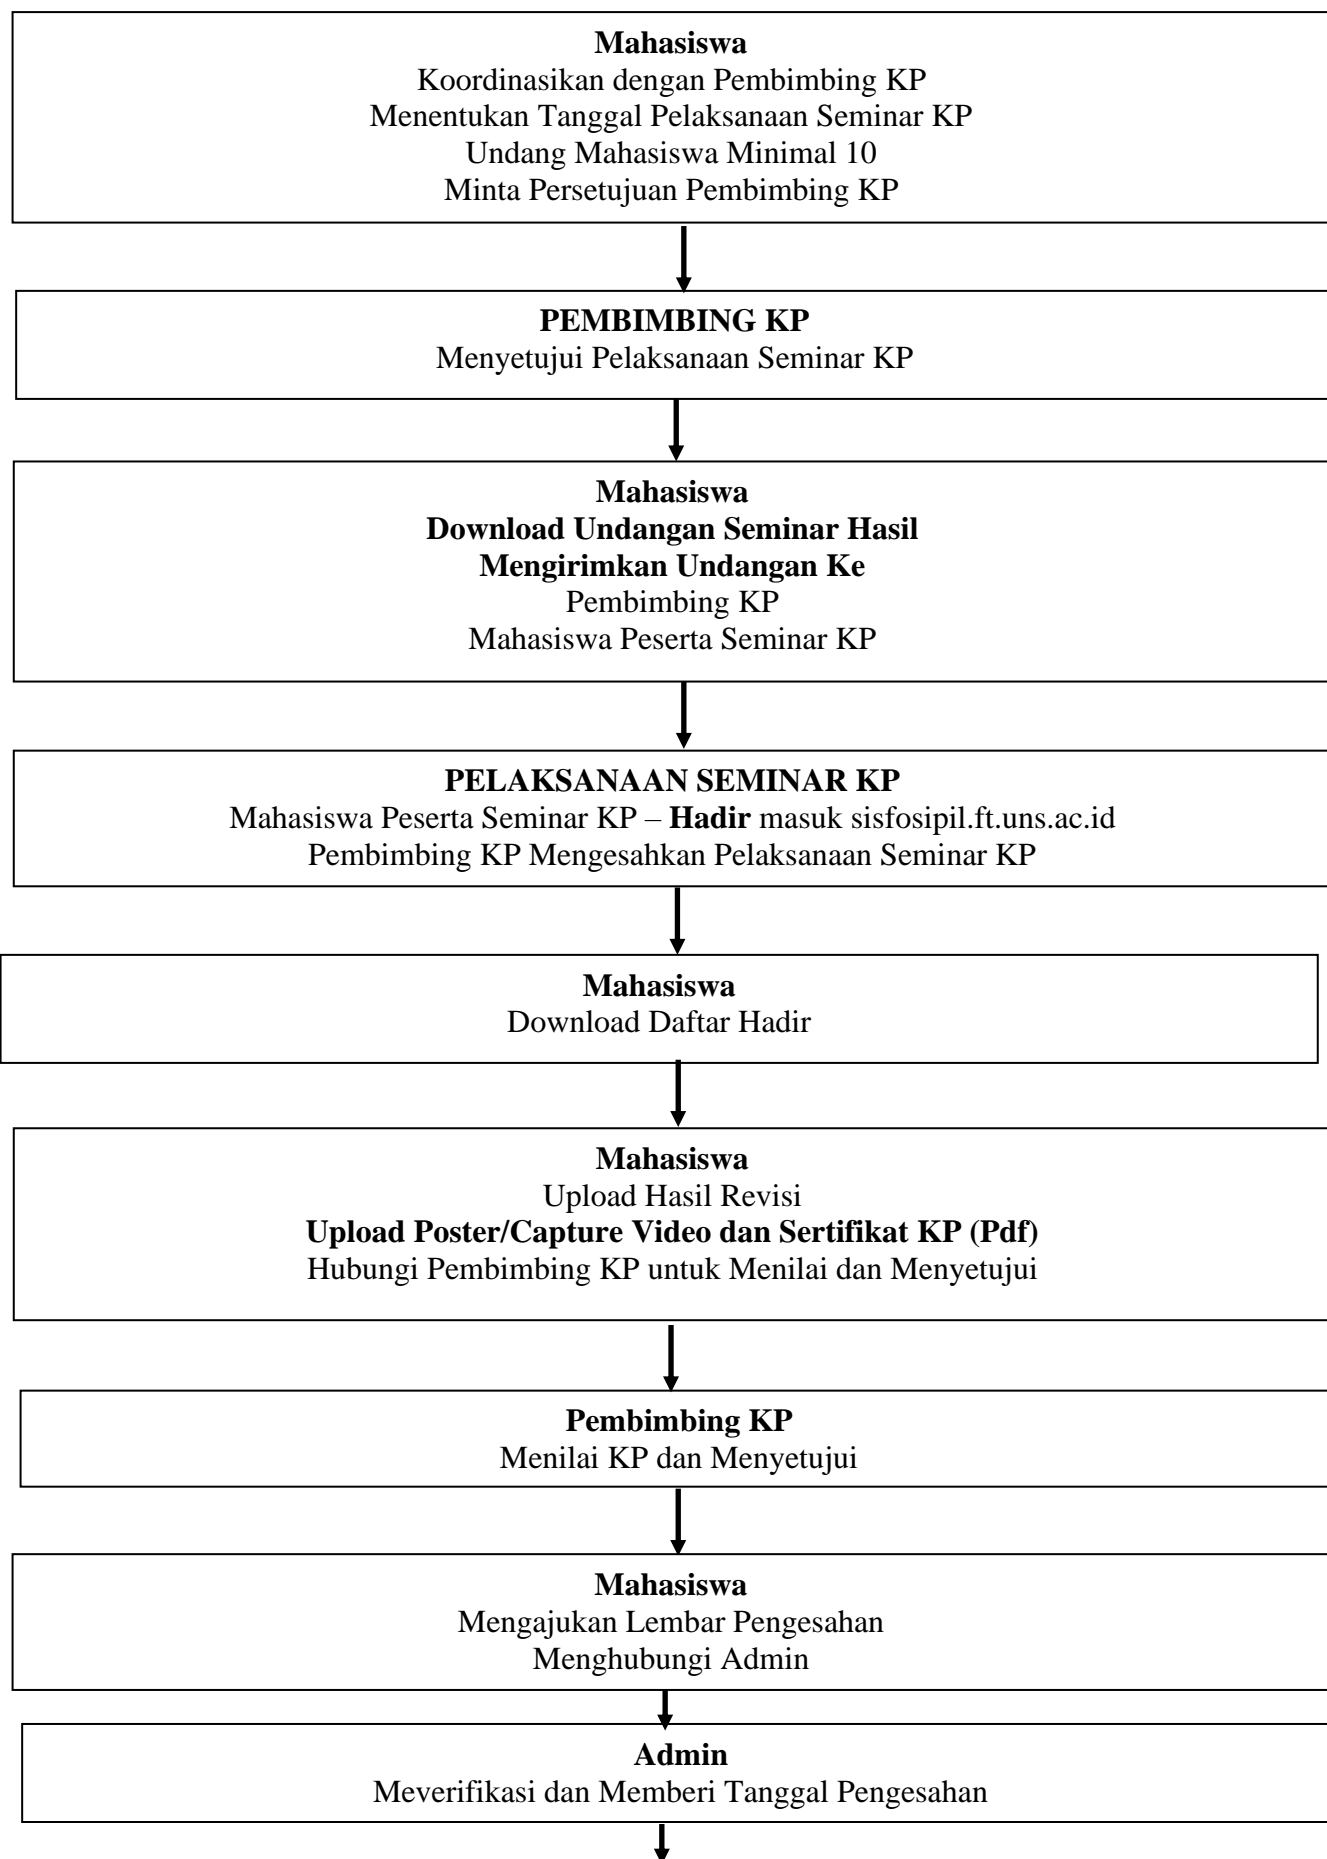 Mahasiswa
Koordinasikan dengan Pembimbing KP
Menentukan Tanggal Pelaksanaan Seminar KP
Undang Mahasiswa Minimal 10
Minta Persetujuan Pembimbing KP
PEMBIMBING KP
Menyetujui Pelaksanaan Seminar KP
Mahasiswa
Download Undangan Seminar Hasil
Mengirimkan Undangan Ke
Pembimbing KP
Mahasiswa Peserta Seminar KP
PELAKSANAAN SEMINAR KP
Mahasiswa Peserta Seminar KP – Hadir masuk sisfosipil.ft.uns.ac.id
Pembimbing KP Mengesahkan Pelaksanaan Seminar KP
Mahasiswa
Download Daftar Hadir
Mahasiswa
Upload Hasil Revisi
Upload Poster/Capture Video dan Sertifikat KP (Pdf)
Hubungi Pembimbing KP untuk Menilai dan Menyetujui
Pembimbing KP
Menilai KP dan Menyetujui
Mahasiswa
Mengajukan Lembar Pengesahan
Menghubungi Admin
Admin
Meverifikasi dan Memberi Tanggal Pengesahan